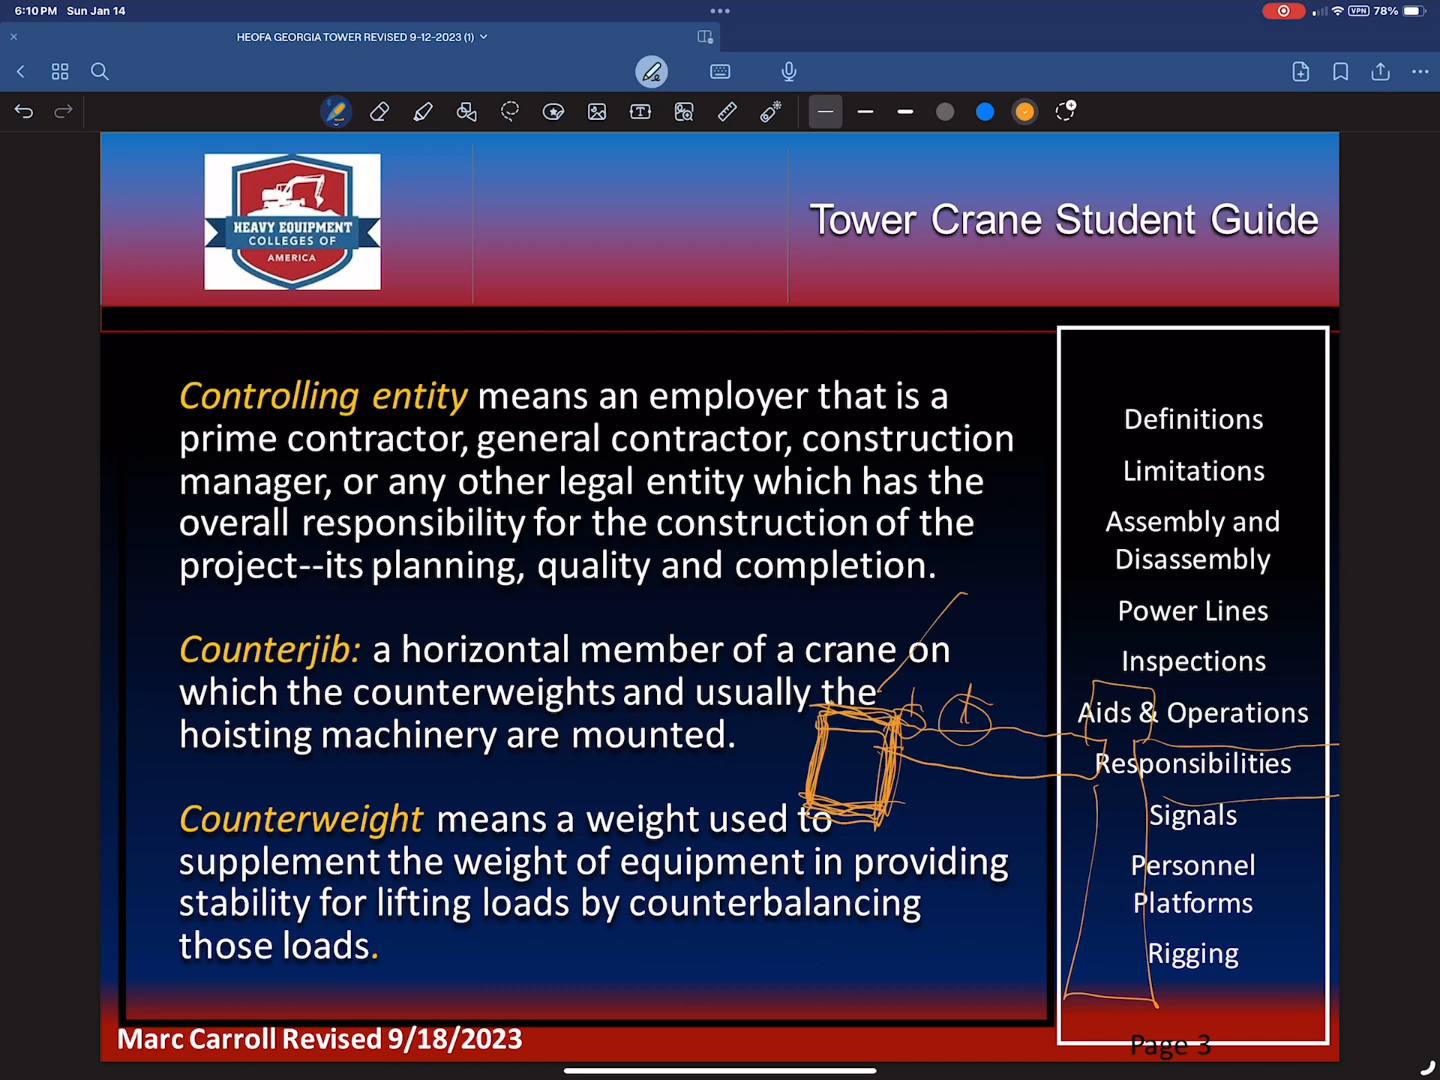 6:10 PM Sun Jan 14
VPN 78%
HEOFA GEORGIA TOWER REVISED 9-12-2023 (1)
HEAVY EQUIPMENT
COLLEGES OF
AMERICA
Tower Crane Student Guide
Controlling entity means an employer that is a
prime contractor, general contractor, construction
manager, or any other legal entity which has the
overall responsibility for the construction of the
project--its planning, quality and completion.
Counterjib: a horizontal member of a crane on
which the counterweights and usually the
hoisting machinery are mounted.
Counterweight means a weight used to
supplement the weight of equipment in providing
stability for lifting loads by counterbalancing
those loads.
Definitions
Limitations
Assembly and
Disassembly
Power Lines
Inspections
Aids & Operations
Responsibilities
Signals
Personnel
Platforms
Rigging
Marc Carroll Revised 9/18/2023
Page 3